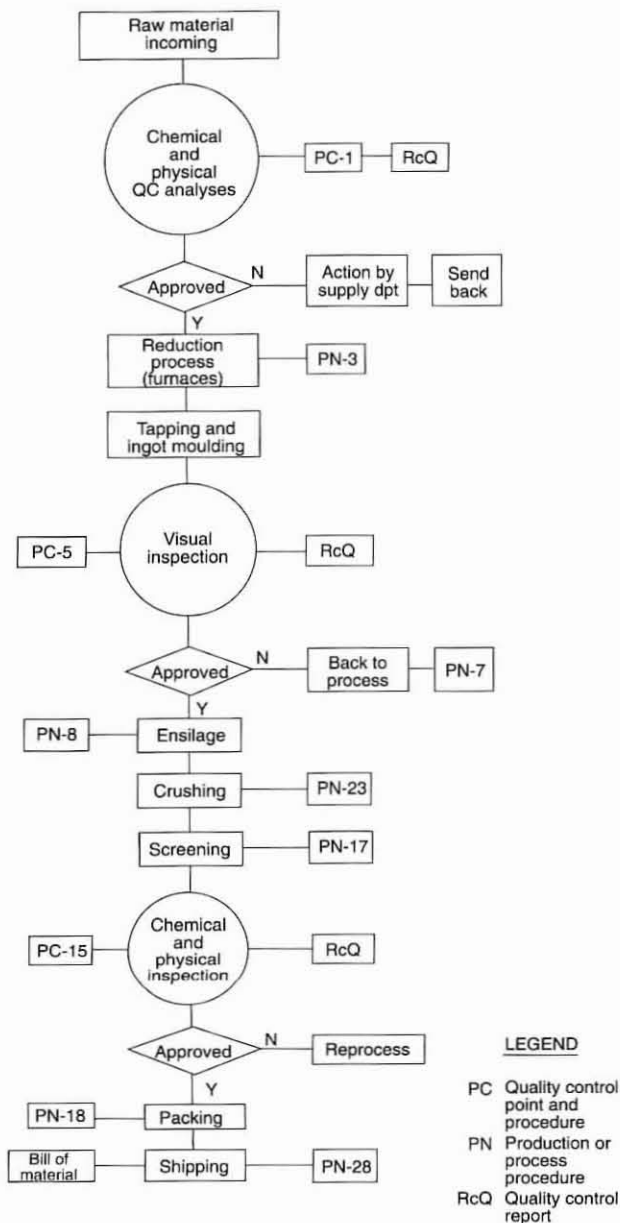 Raw material
incoming
Chemical
and
physical
QC analyses
PC-1
RcQ
Approved
N
Action by
supply dpt
Send
back
Y
Reduction
process
(furnaces)
PN-3
Tapping and
ingot moulding
PC-5
Visual
inspection
RcQ
Approved
N
Back to
process
PN-7
Y
PN-8
Ensilage
Crushing
PN-23
Screening
PN-17
PC-15
Chemical
and
physical
inspection
RcQ
Approved
N
Reprocess
Y
PN-18
Packing
Bill of
material
Shipping
PN-28
LEGEND
PC Quality control
point and
procedure
PN Production or
process
procedure
RcQ Quality control
report